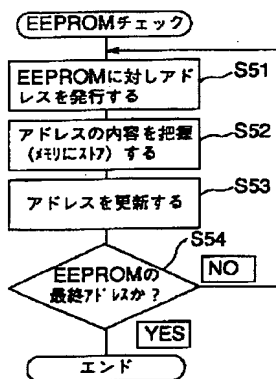 EEPROMチェック
EEPROMに対しアド
レスを発行する
S51
アドレスの内容を把握
(メモリにストア)する
S52
アドレスを更新する
S53
S54
EEPROMの
最終アドレスか?
NO
YES
エンド